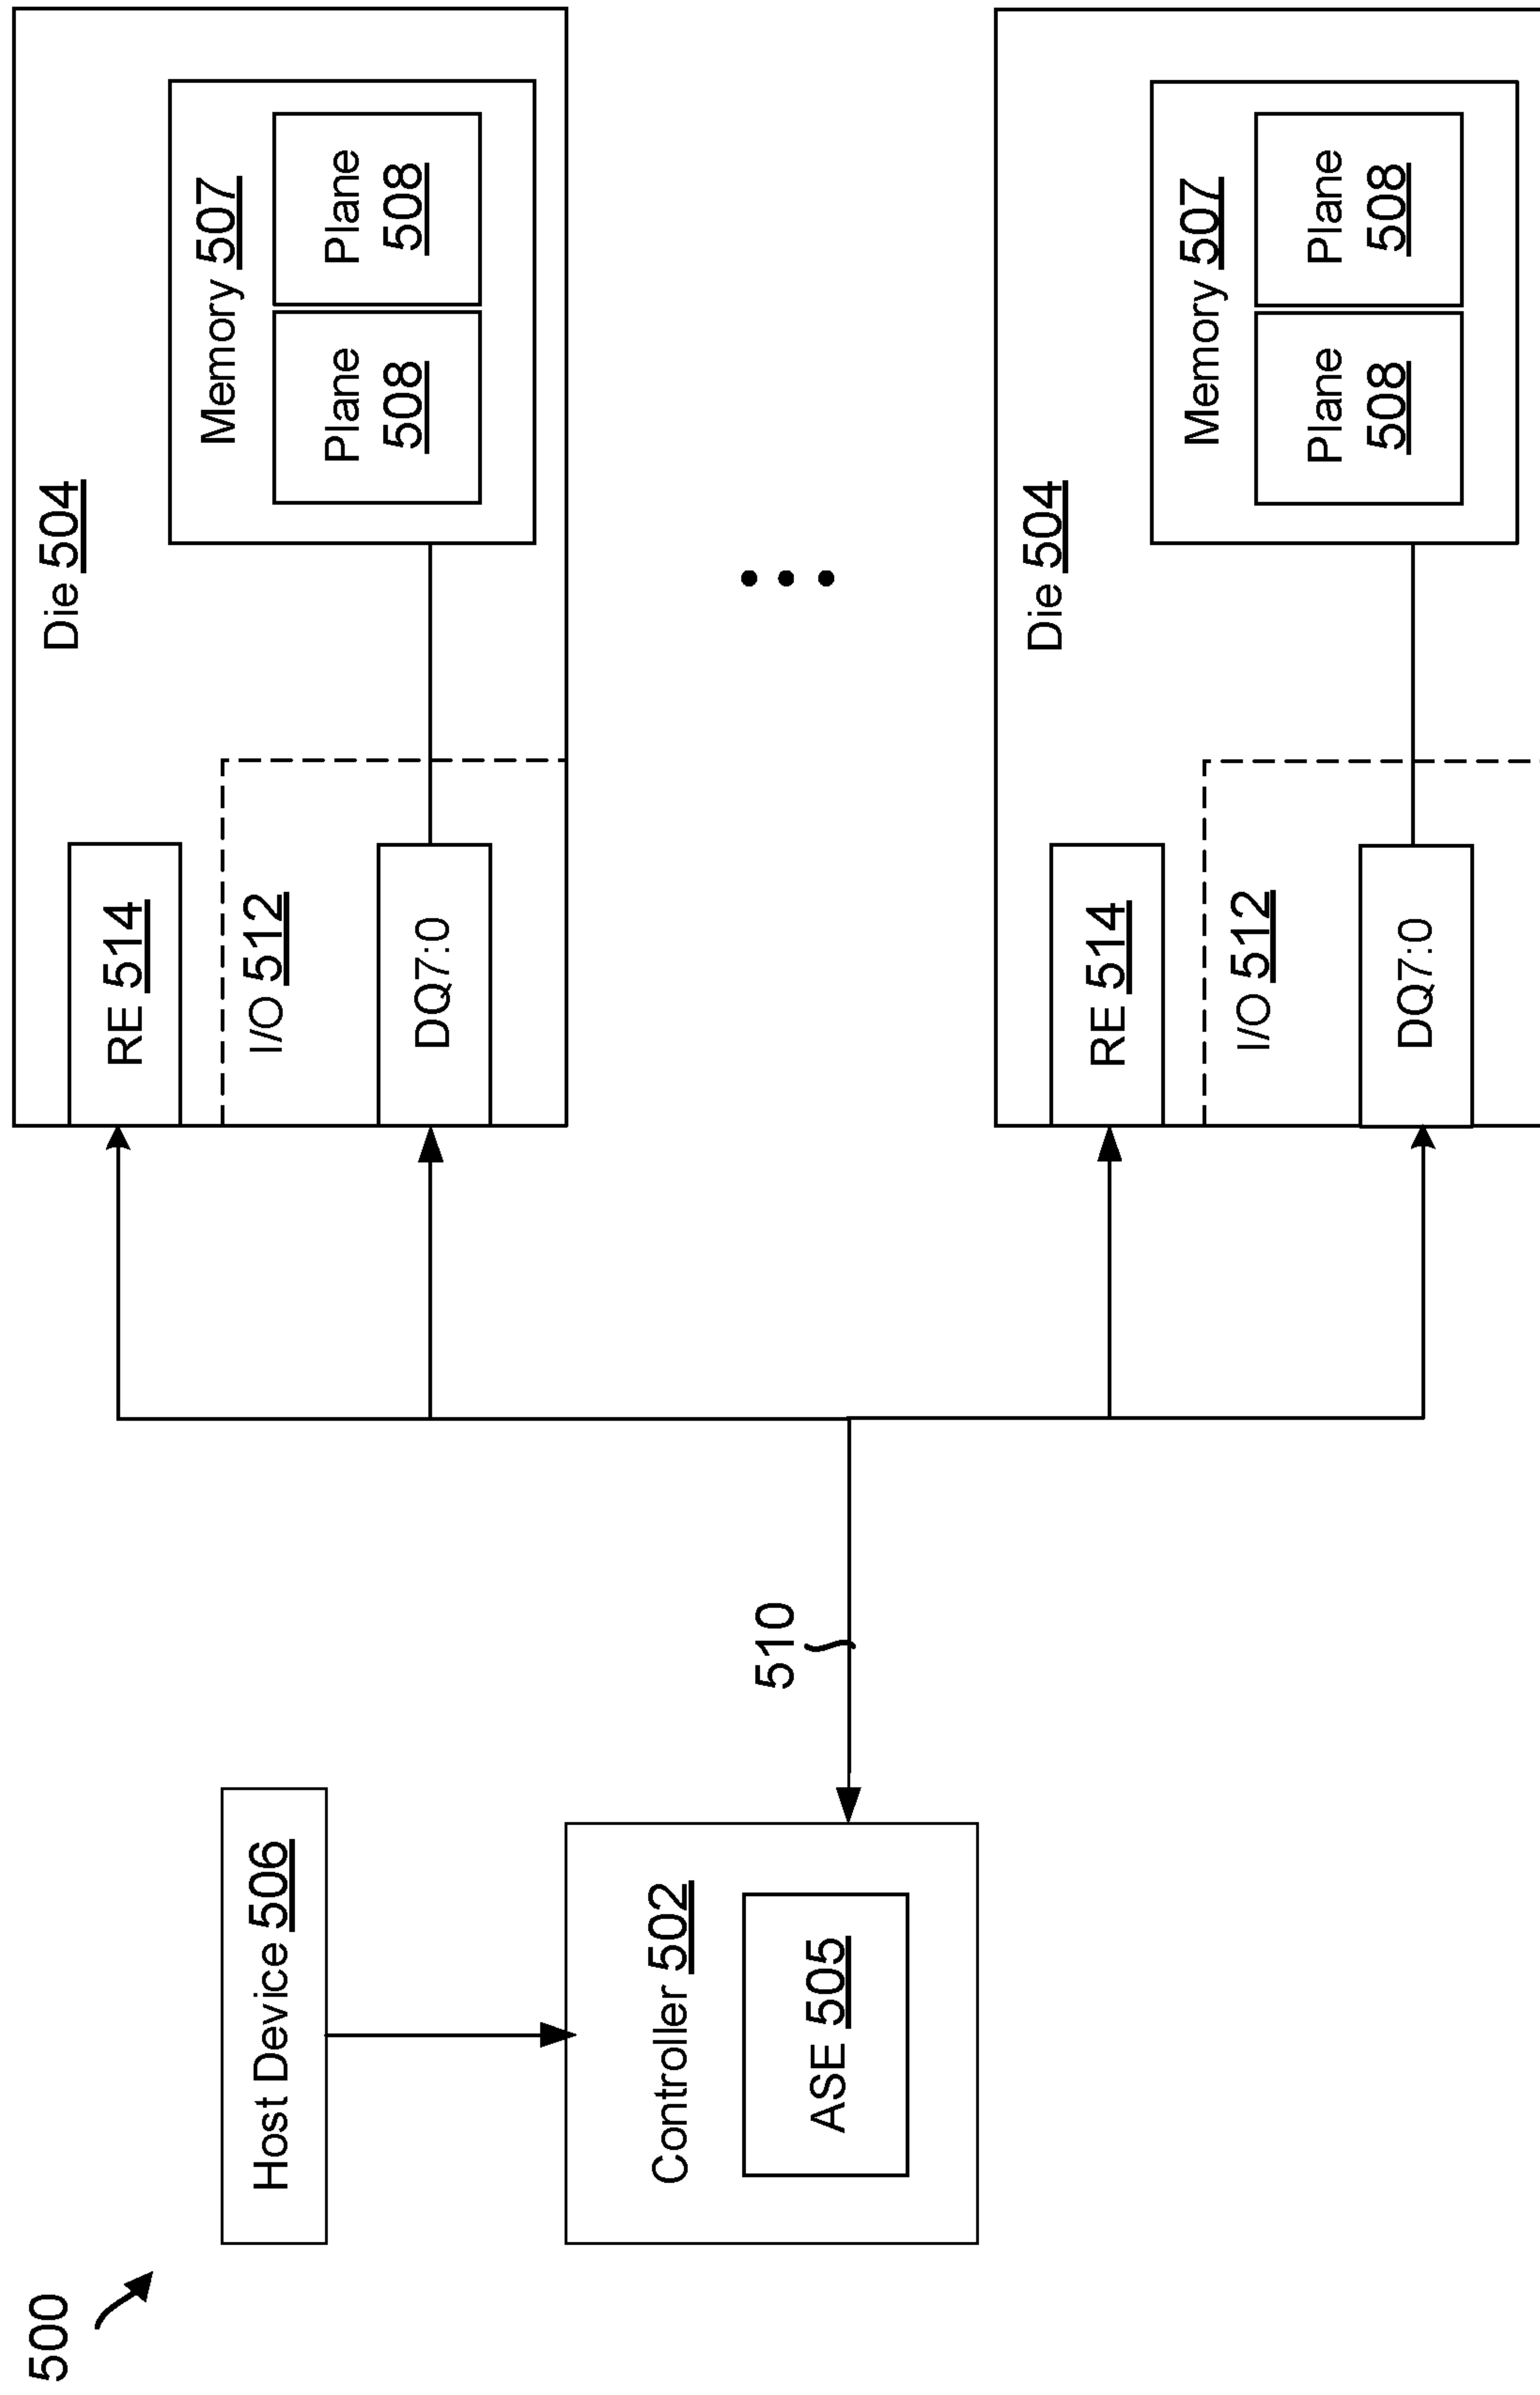 500
Host Device 506
Controller 502
ASE 505
510
Die 504
RE 514
I/O 512
DQ7:0
Memory 507
Plane
508
Plane
508
Die 504
RE 514
I/O 512
DQ7:0
Memory 507
Plane
508
Plane
508